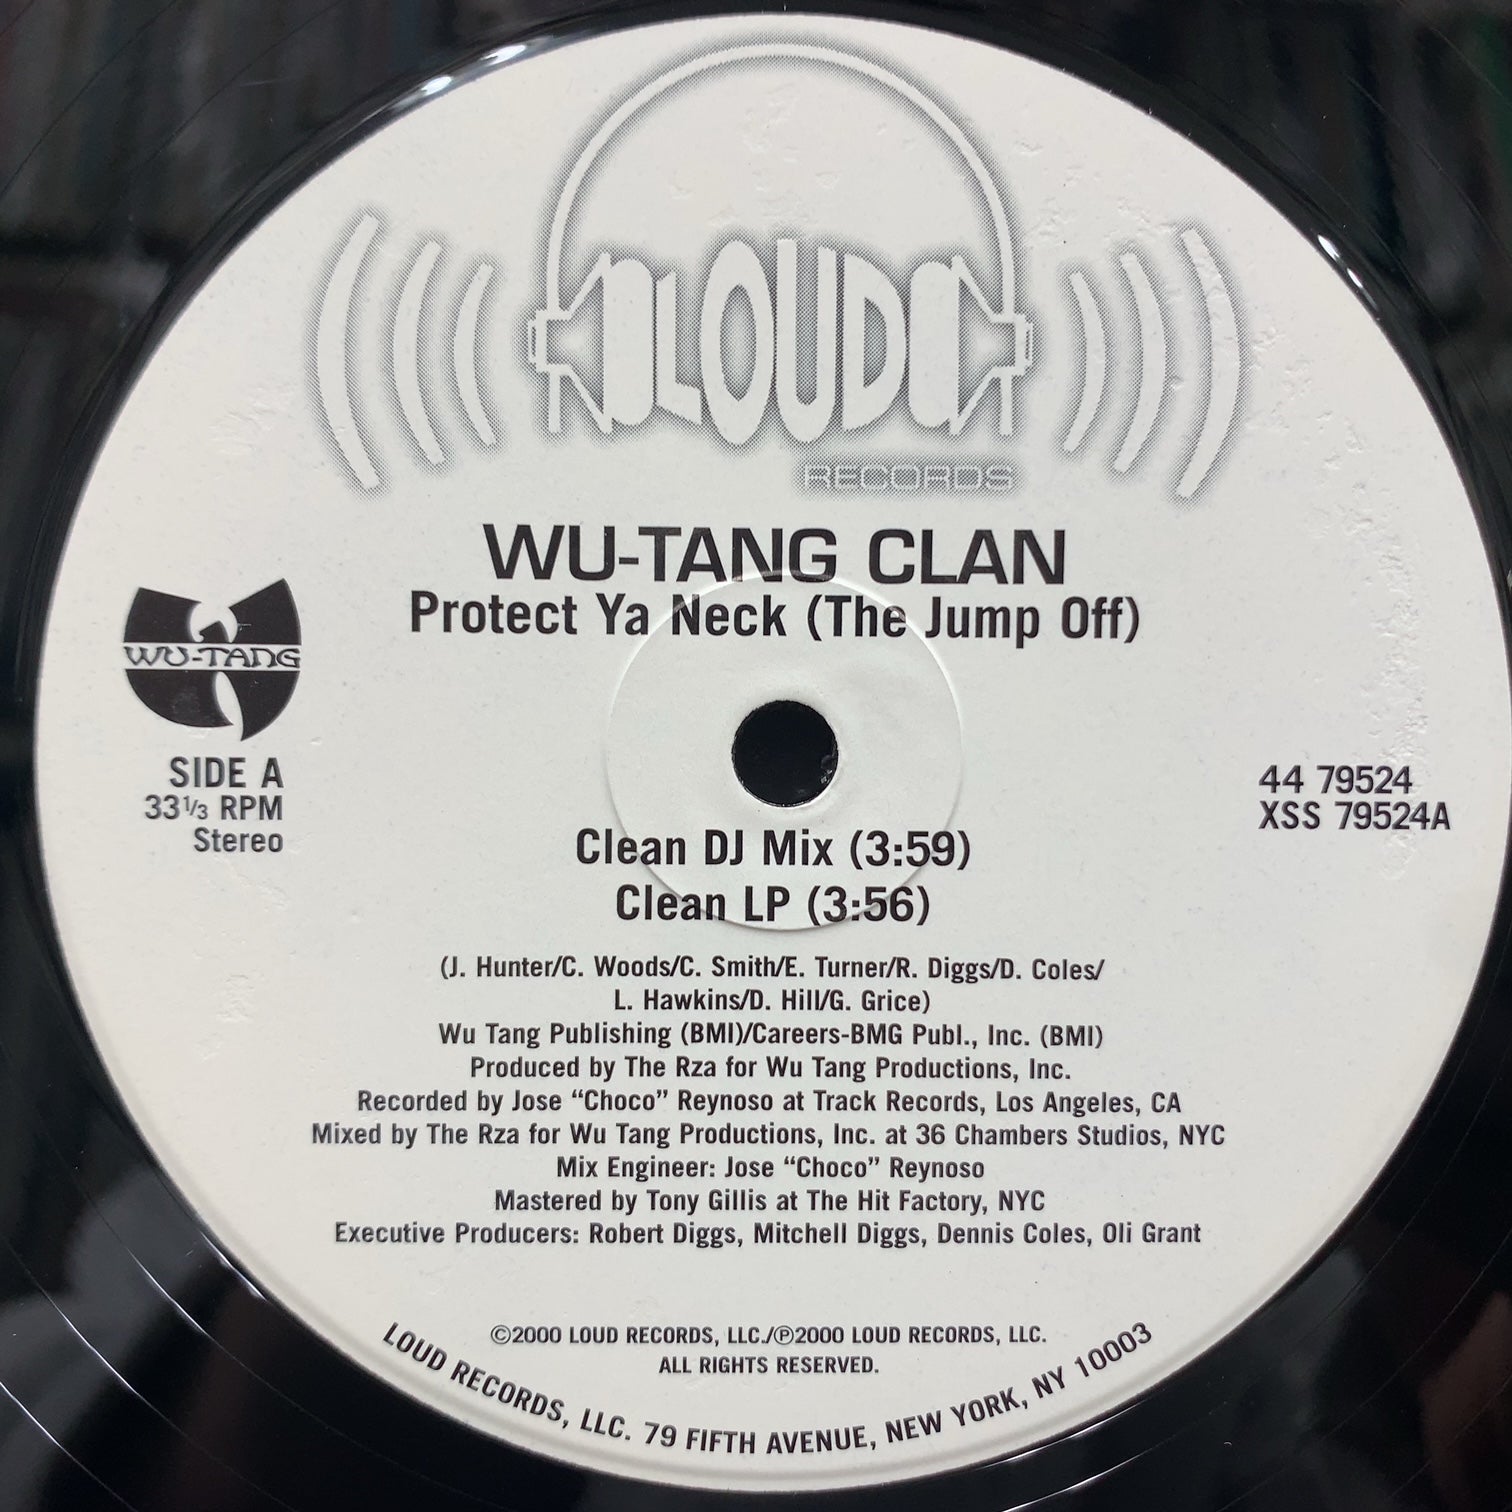 LOUD
RECORDS
WU-TANG CLAN
Protect Ya Neck (The Jump Off)
WU-TANG
SIDE A
33 1/3 RPM
Stereo
44 79524
XSS 79524A
Clean DJ Mix (3:59)
Clean LP (3:56)
(J. Hunter/C. Woods/C. Smith/E. Turner/R. Diggs/D. Coles/
L. Hawkins/D. Hill/G. Grice)
Wu Tang Publishing (BMI)/Careers-BMG Publ., Inc. (BMI)
Produced by The Rza for Wu Tang Productions, Inc.
Recorded by Jose “Choco” Reynoso at Track Records, Los Angeles, CA
Mixed by The Rza for Wu Tang Productions, Inc. at 36 Chambers Studios, NYC
Mix Engineer: Jose “Choco” Reynoso
Mastered by Tony Gillis at The Hit Factory, NYC
Executive Producers: Robert Diggs, Mitchell Diggs, Dennis Coles, Oli Grant
©2000 LOUD RECORDS, LLC./℗2000 LOUD RECORDS, LLC.
ALL RIGHTS RESERVED.
LOUD RECORDS, LLC. 79 FIFTH AVENUE, NEW YORK, NY 10003